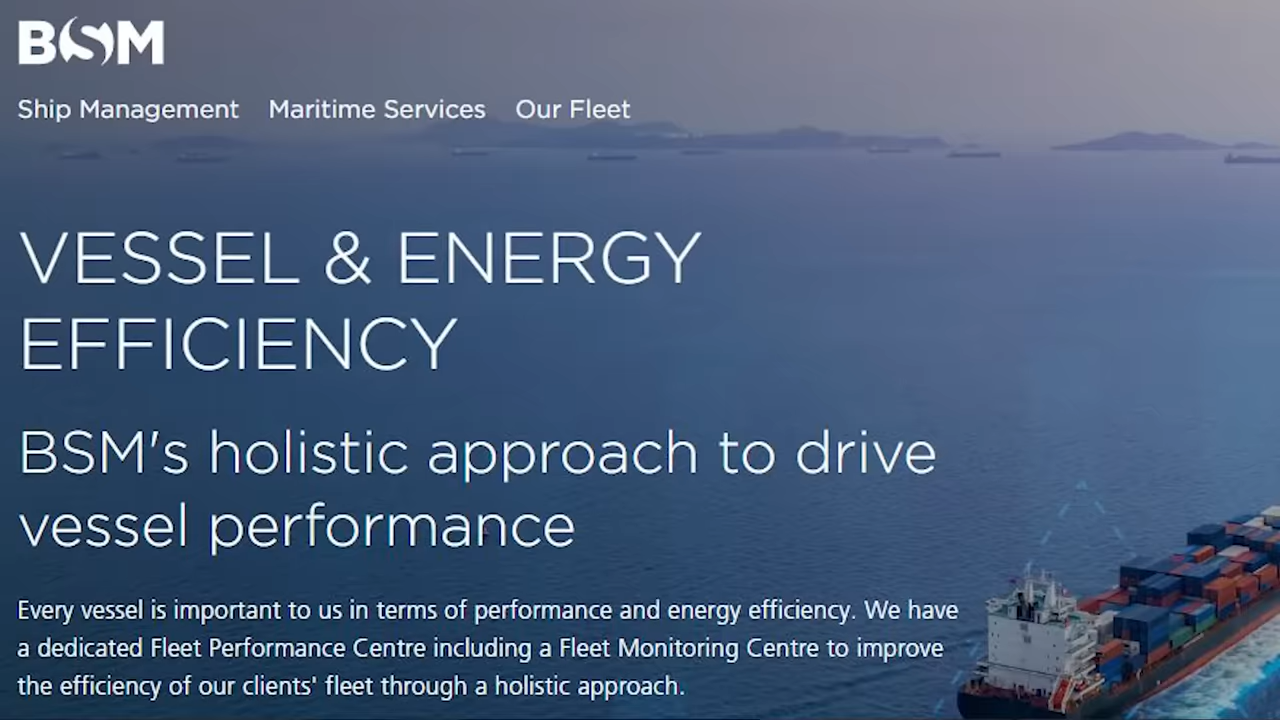 BSM
Ship Management Maritime Services Our Fleet
VESSEL & ENERGY
EFFICIENCY
BSM's holistic approach to drive
vessel performance
Every vessel is important to us in terms of performance and energy efficiency. We have
a dedicated Fleet Performance Centre including a Fleet Monitoring Centre to improve
the efficiency of our clients' fleet through a holistic approach.